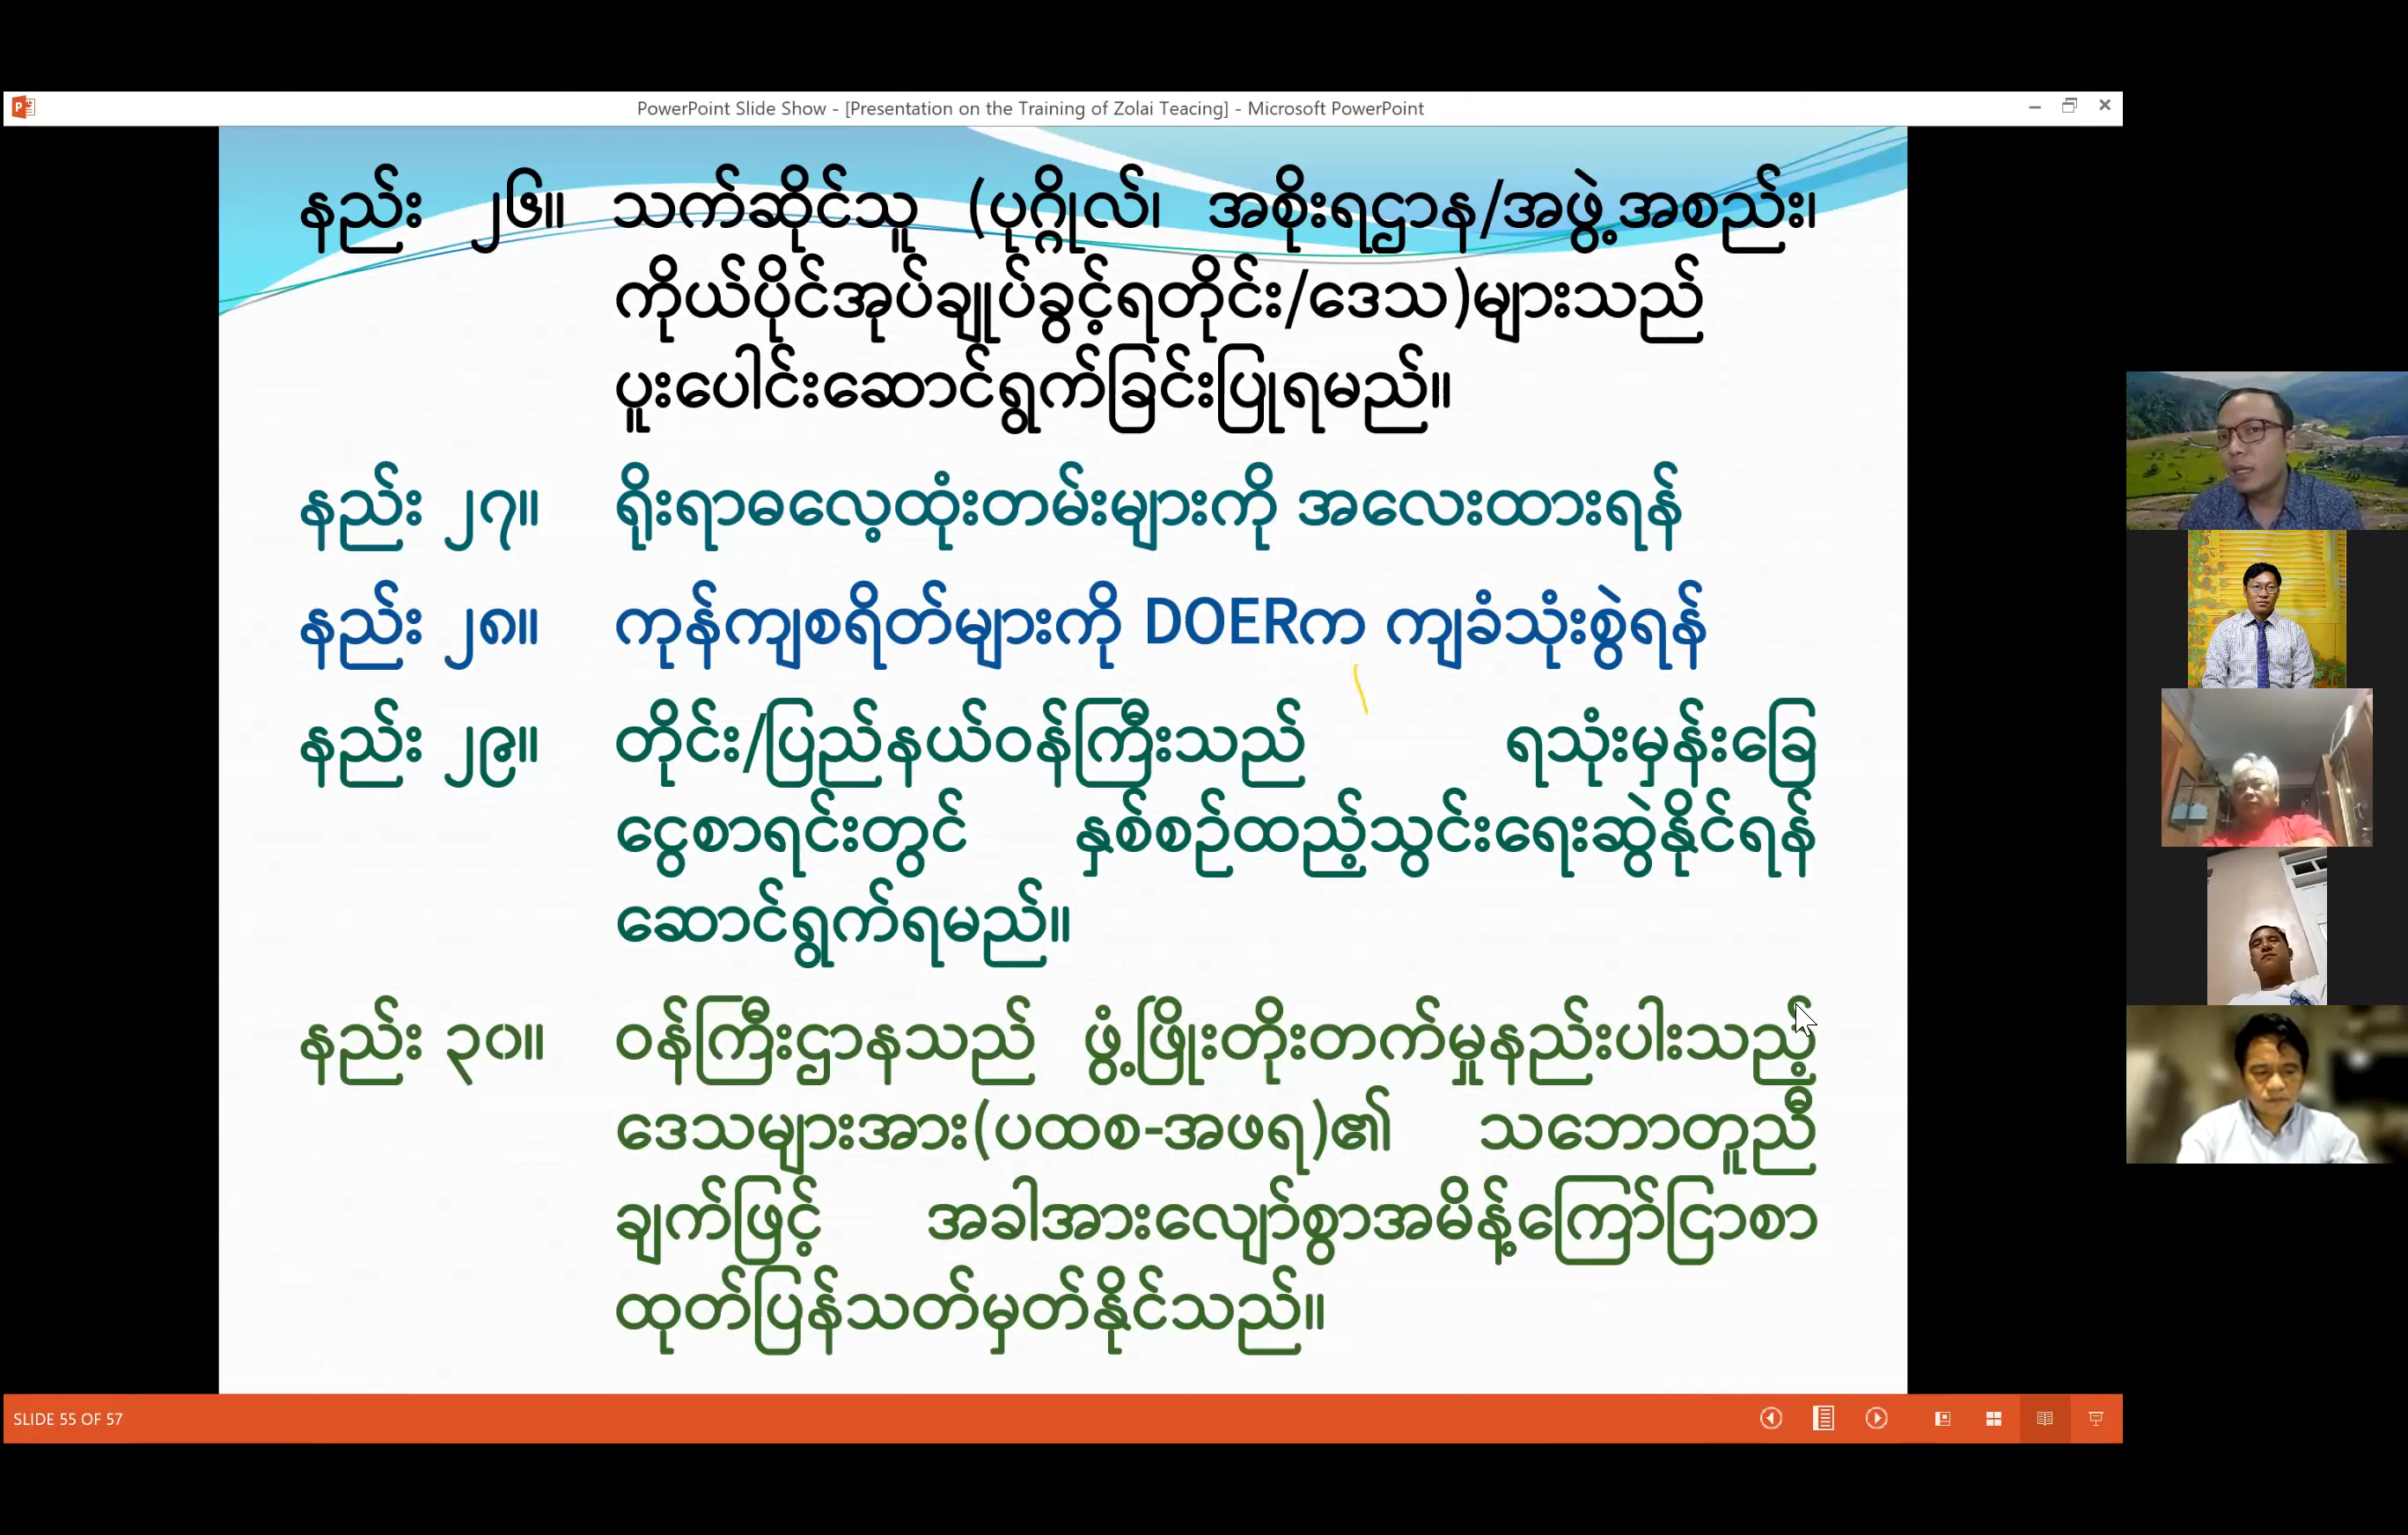 PowerPoint Slide Show - [Presentation on the Training of Zolai Teacing] - Microsoft PowerPoint
နည်း ၂၆။ သက်ဆိုင်သူ (ပုဂ္ဂိုလ်၊ အစိုးရဌာန/အဖွဲ့အစည်း၊
ကိုယ်ပိုင်အုပ်ချုပ်ခွင့်ရတိုင်း/ဒေသ)များသည်
ပူးပေါင်းဆောင်ရွက်ခြင်းပြုရမည်။
နည်း ၂၇။ ရိုးရာဓလေ့ထုံးတမ်းများကို အလေးထားရန်
နည်း ၂၈။ ကုန်ကျစရိတ်များကို DOERက ကျခံသုံးစွဲရန်
နည်း ၂၉။ တိုင်း/ပြည်နယ်ဝန်ကြီးသည် ရသုံးမှန်းခြေ
ငွေစာရင်းတွင် နှစ်စဉ်ထည့်သွင်းရေးဆွဲနိုင်ရန်
ဆောင်ရွက်ရမည်။
နည်း ၃၀။ ဝန်ကြီးဌာနသည် ဖွံ့ဖြိုးတိုးတက်မှုနည်းပါးသည့်
ဒေသများအား(ပထစ-အဖရ)၏ သဘောတူညီ
ချက်ဖြင့် အခါအားလျော်စွာအမိန့်ကြော်ငြာစာ
ထုတ်ပြန်သတ်မှတ်နိုင်သည်။
SLIDE 55 OF 57